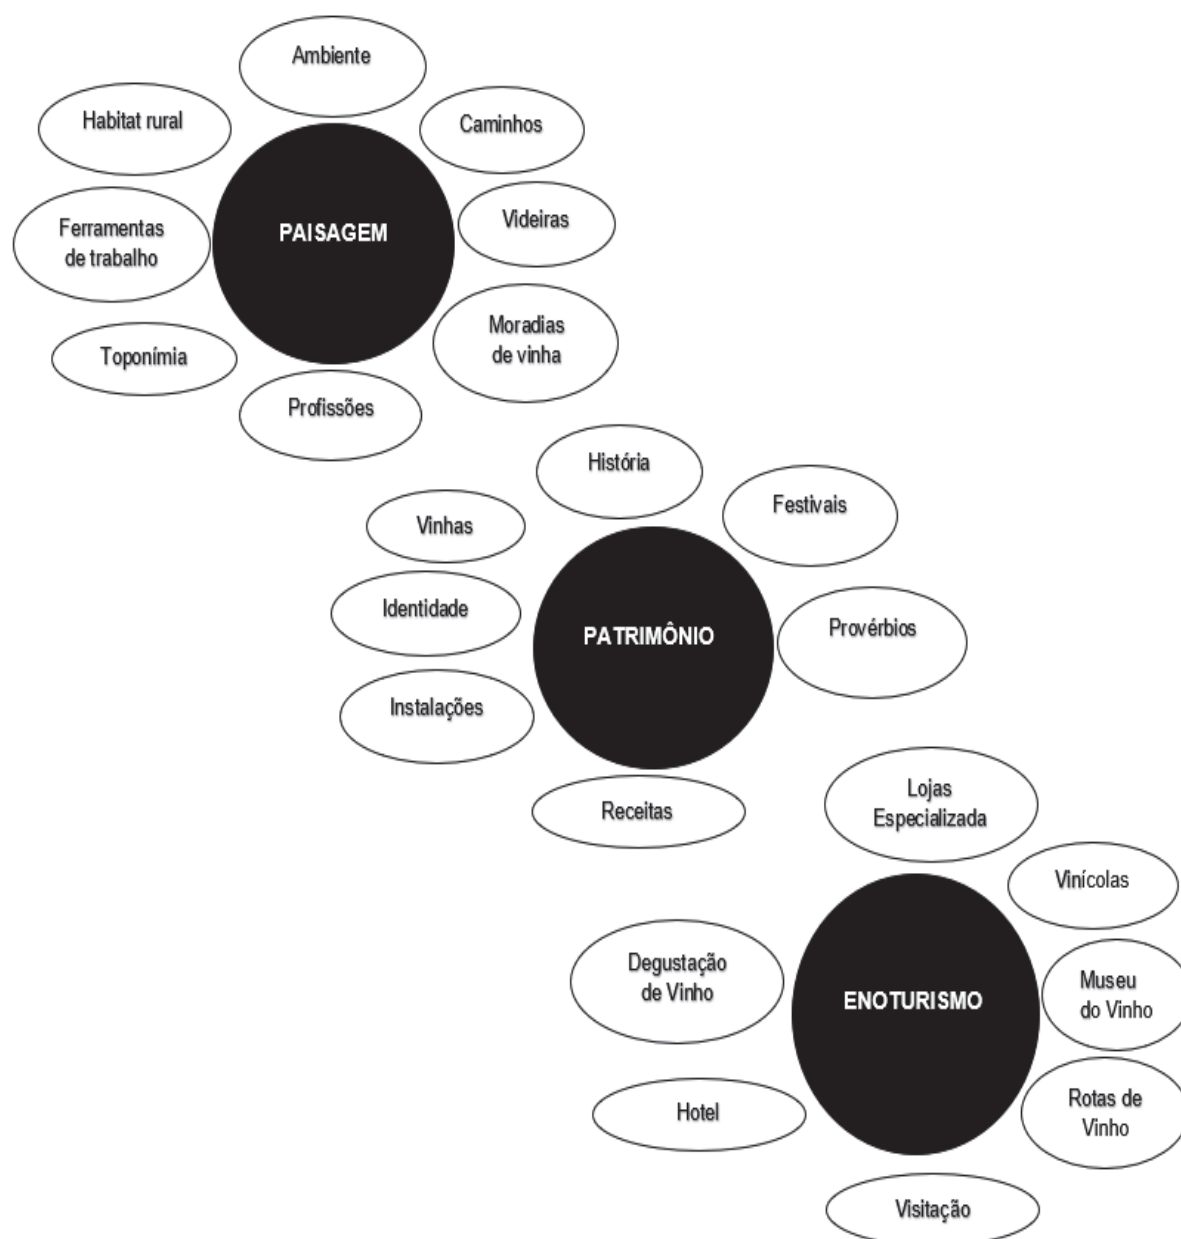 Ambiente
Habitat rural
Caminhos
Ferramentas
de trabalho
PAISAGEM
Videiras
Moradias
de vinha
Toponímia
Profissões
História
Festivais
Vinhas
Identidade
PATRIMÔNIO
Provérbios
Instalações
Receitas
Lojas
Especializada
Vinícolas
Degustação
de Vinho
ENOTURISMO
Museu
do Vinho
Hotel
Rotas de
Vinho
Visitação